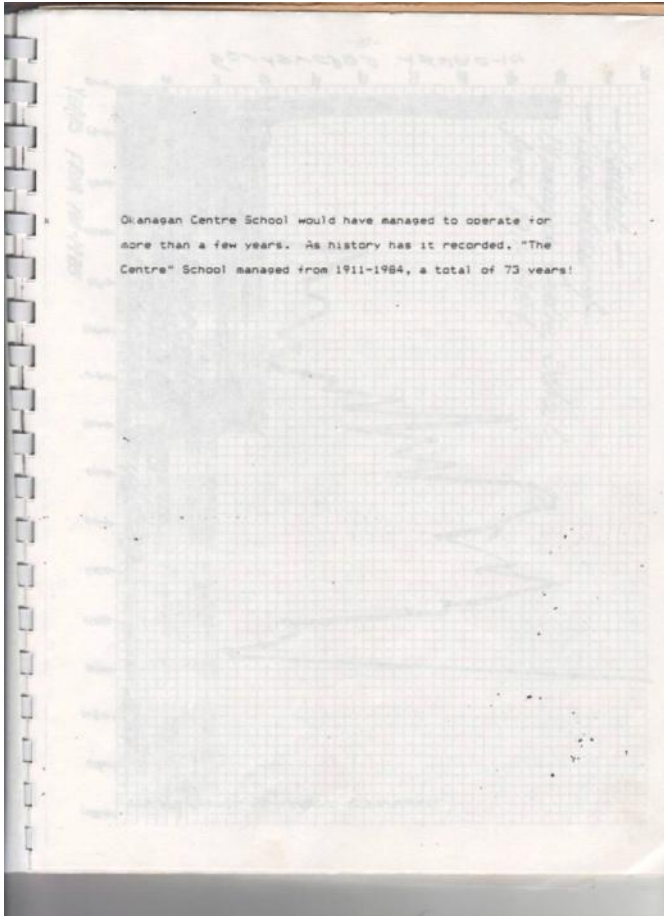 Okanagan Centre School would have managed to operate for
more than a few years. As history has it recorded, "The
Centre" School managed from 1911-1984, a total of 73 years!